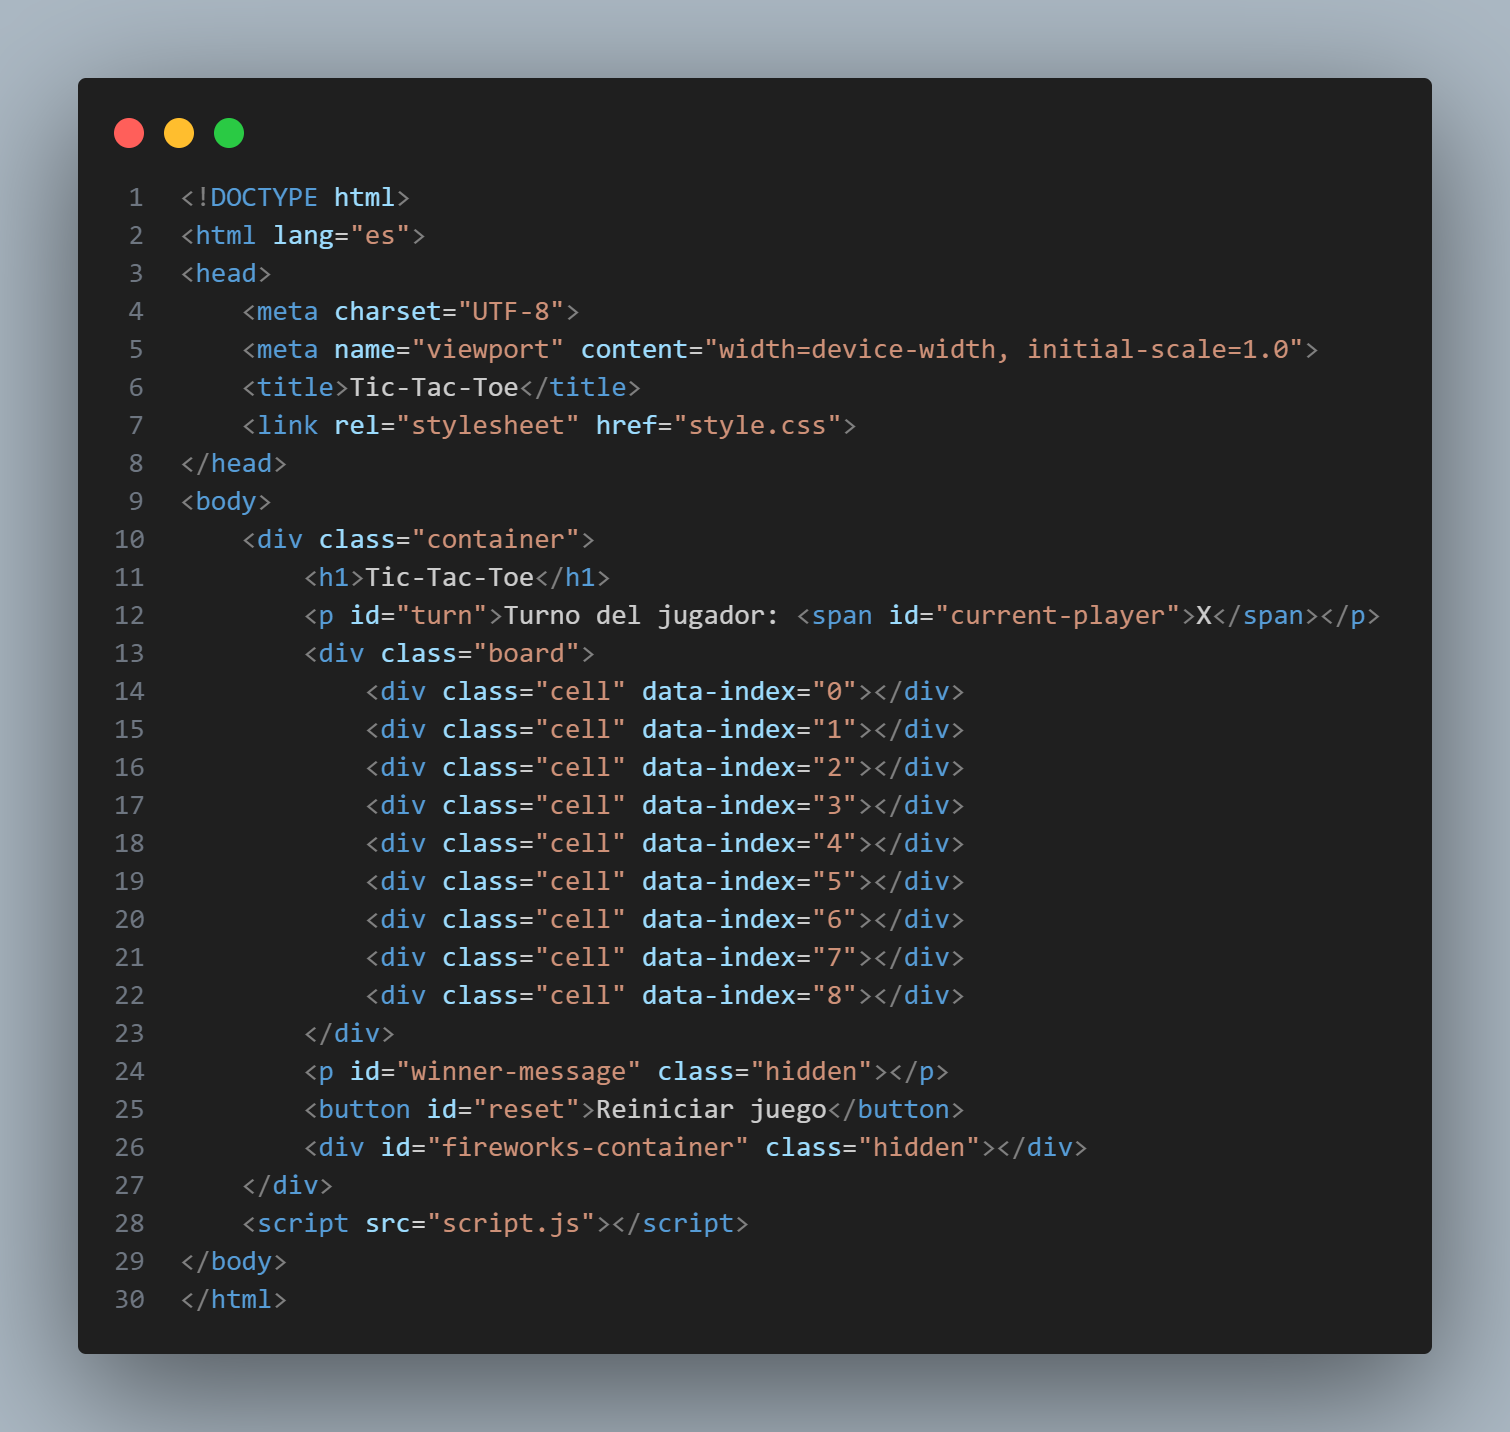 1 <!DOCTYPE html>
2 <html lang="es">
3 <head>
4     <meta charset="UTF-8">
5     <meta name="viewport" content="width=device-width, initial-scale=1.0">
6     <title>Tic-Tac-Toe</title>
7     <link rel="stylesheet" href="style.css">
8 </head>
9 <body>
10     <div class="container">
11         <h1>Tic-Tac-Toe</h1>
12         <p id="turn">Turno del jugador: <span id="current-player">X</span></p>
13         <div class="board">
14             <div class="cell" data-index="0"></div>
15             <div class="cell" data-index="1"></div>
16             <div class="cell" data-index="2"></div>
17             <div class="cell" data-index="3"></div>
18             <div class="cell" data-index="4"></div>
19             <div class="cell" data-index="5"></div>
20             <div class="cell" data-index="6"></div>
21             <div class="cell" data-index="7"></div>
22             <div class="cell" data-index="8"></div>
23         </div>
24         <p id="winner-message" class="hidden"></p>
25         <button id="reset">Reiniciar juego</button>
26         <div id="fireworks-container" class="hidden"></div>
27     </div>
28     <script src="script.js"></script>
29 </body>
30 </html>